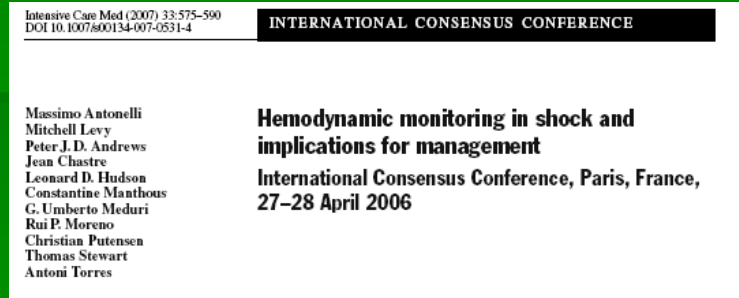 Intensive Care Med (2007) 33:575–590
DOI 10.1007/s00134-007-0531-4
INTERNATIONAL CONSENSUS CONFERENCE
Massimo Antonelli
Mitchell Levy
Peter J. D. Andrews
Jean Chastre
Leonard D. Hudson
Constantine Manthous
G. Umberto Meduri
Rui P. Moreno
Christian Putensen
Thomas Stewart
Antoni Torres
Hemodynamic monitoring in shock and
implications for management
International Consensus Conference, Paris, France,
27–28 April 2006